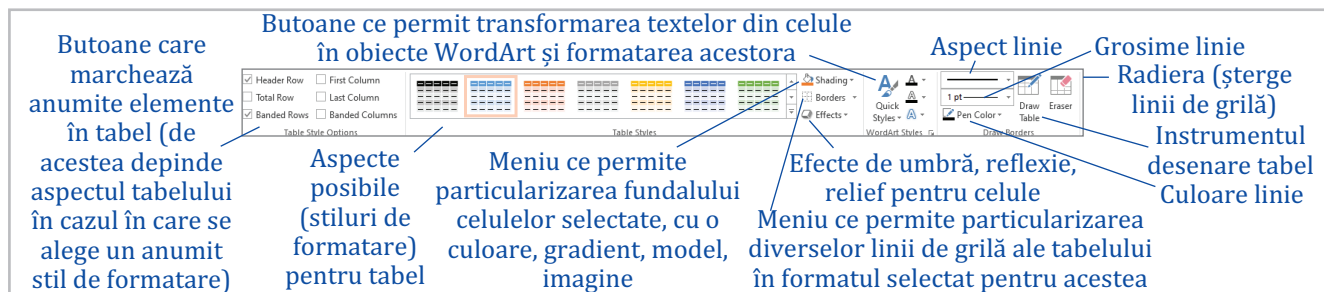 Butoane ce permit transformarea textelor din celule
în obiecte WordArt și formatarea acestora
Butoane care
marchează
anumite elemente
în tabel (de
acestea depinde
aspectul tabelului
în cazul în care se
alege un anumit
stil de formatare)
Aspect linie
Grosime linie
Radiera (șterge
linii de grilă)
Header Row
First Column
Total Row
Last Column
Banded Rows
Banded Columns
Table Style Options
Table Styles
Shading
Borders
Effects
Quick
Styles
A
A
A
A
WordArt Styles
1 pt
Pen Color
Draw
Table
Eraser
Draw Borders
Aspecte
posibile
(stiluri de
formatare)
pentru tabel
Meniu ce permite
particularizarea fundalului
celulelor selectate, cu o
culoare, gradient, model,
imagine
Efecte de umbră, reflexie,
relief pentru celule
Meniu ce permite particularizarea
diverselor linii de grilă ale tabelului
în formatul selectat pentru acestea
Instrumentul
desenare tabel
Culoare linie